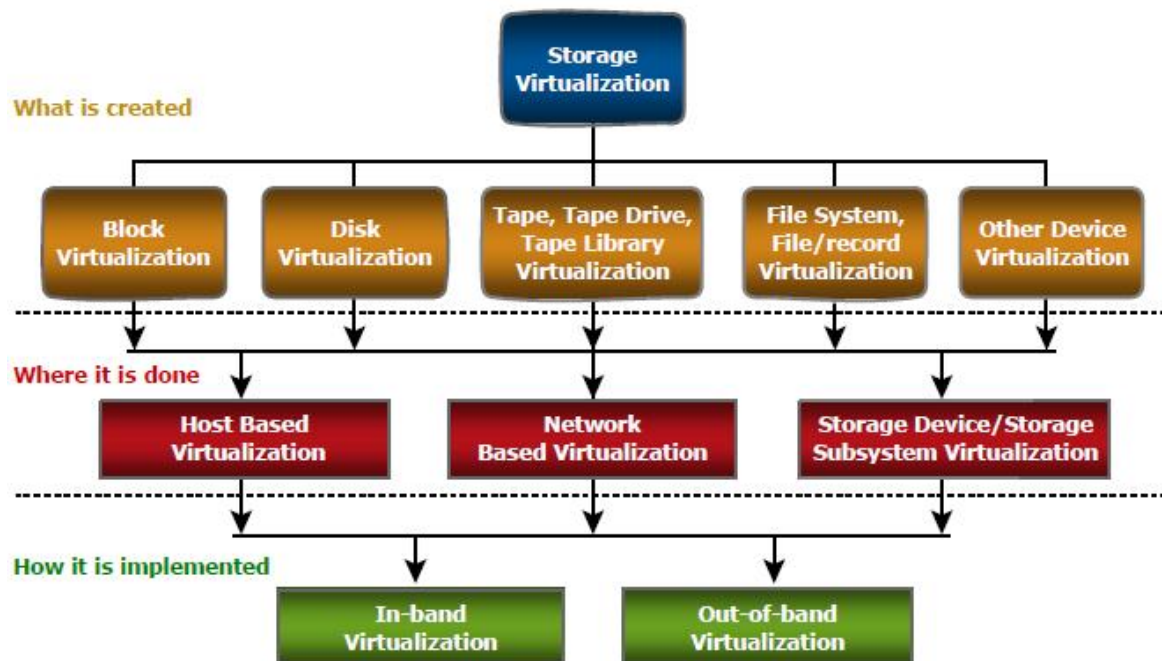 Storage
Virtualization
What is created
Block
Virtualization
Disk
Virtualization
Tape, Tape Drive,
Tape Library
Virtualization
File System,
File/record
Virtualization
Other Device
Virtualization
Where it is done
Host Based
Virtualization
Network
Based Virtualization
Storage Device/Storage
Subsystem Virtualization
How it is implemented
In-band
Virtualization
Out-of-band
Virtualization